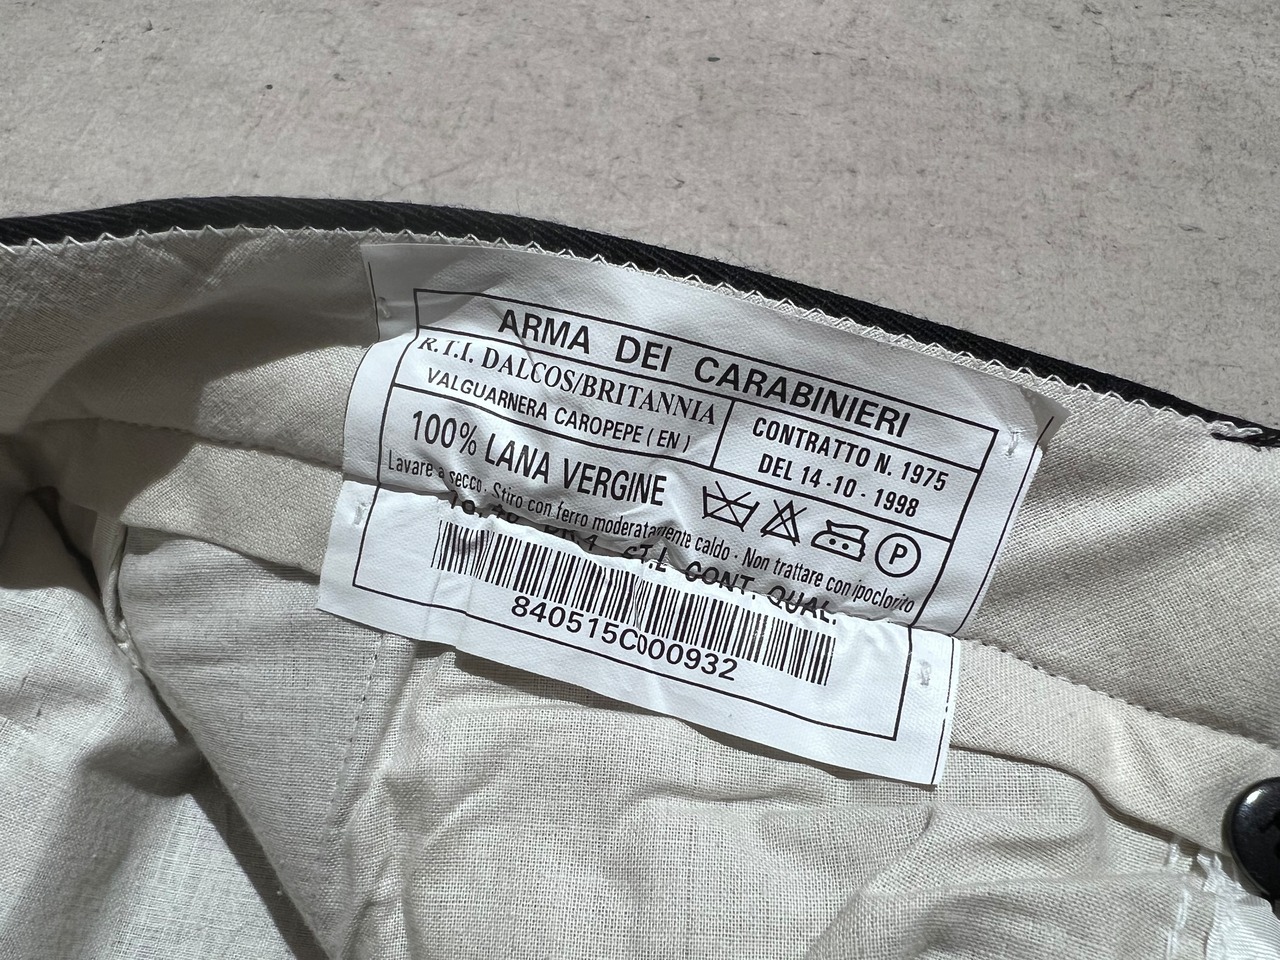 ARMA DEI CARABINIERI
R.T.I. DALCOS/BRITANNIA
VALGUARNERA CAROPEPE (EN)
CONTRATTO N. 1975
DEL 14-10-1998
100% LANA VERGINE
P
Lavare a secco. Stiro con ferro moderatamente caldo - Non trattare con ipoclorito
CONT. QUAL.
840515C000932